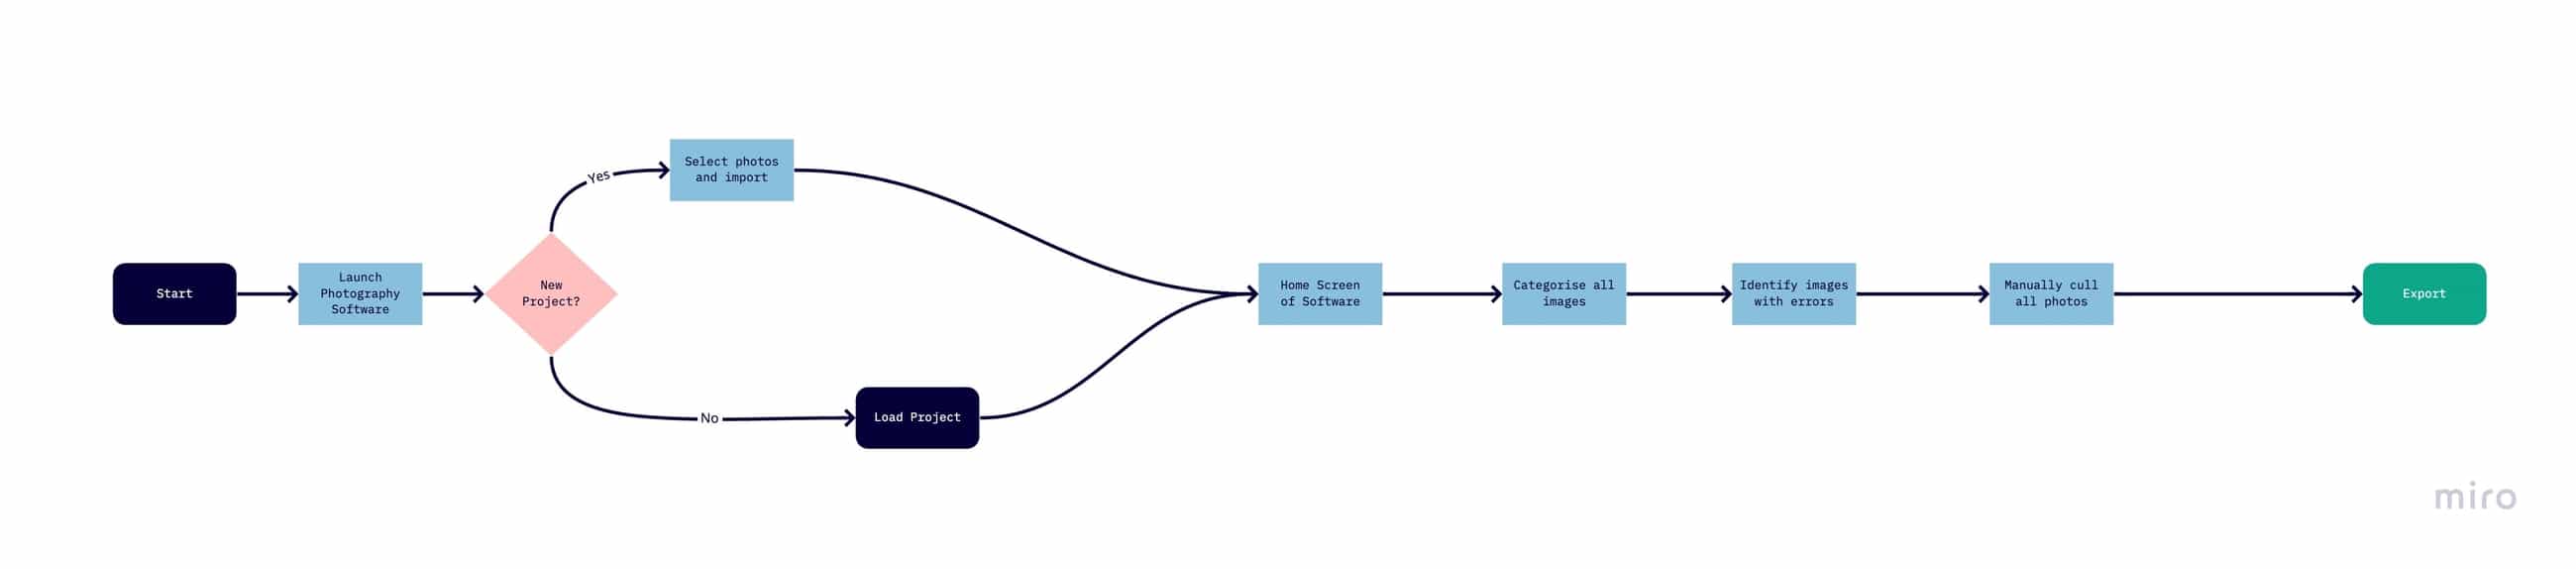 Start
Launch
Photography
Software
New
Project?
Yes
Select photos
and import
No
Load Project
Home Screen
of Software
Categorise all
images
Identify images
with errors
Manually cull
all photos
Export
miro